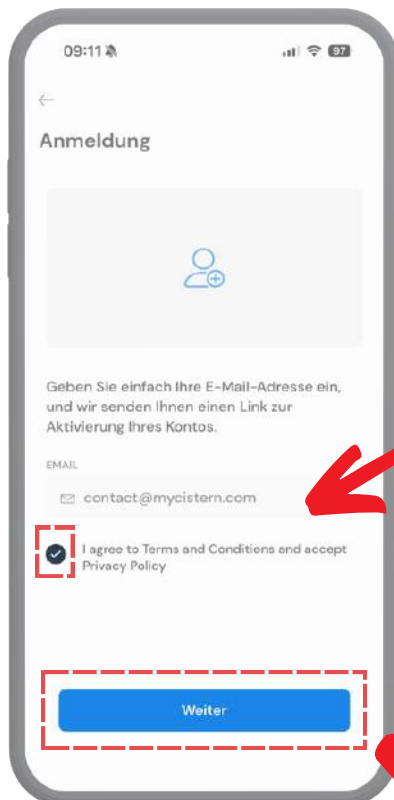 09:11
97
Anmeldung
Geben Sie einfach Ihre E-Mail-Adresse ein,
und wir senden Ihnen einen Link zur
Aktivierung Ihres Kontos.
EMAIL
contact@mycistern.com
I agree to Terms and Conditions and accept
Privacy Policy
Weiter